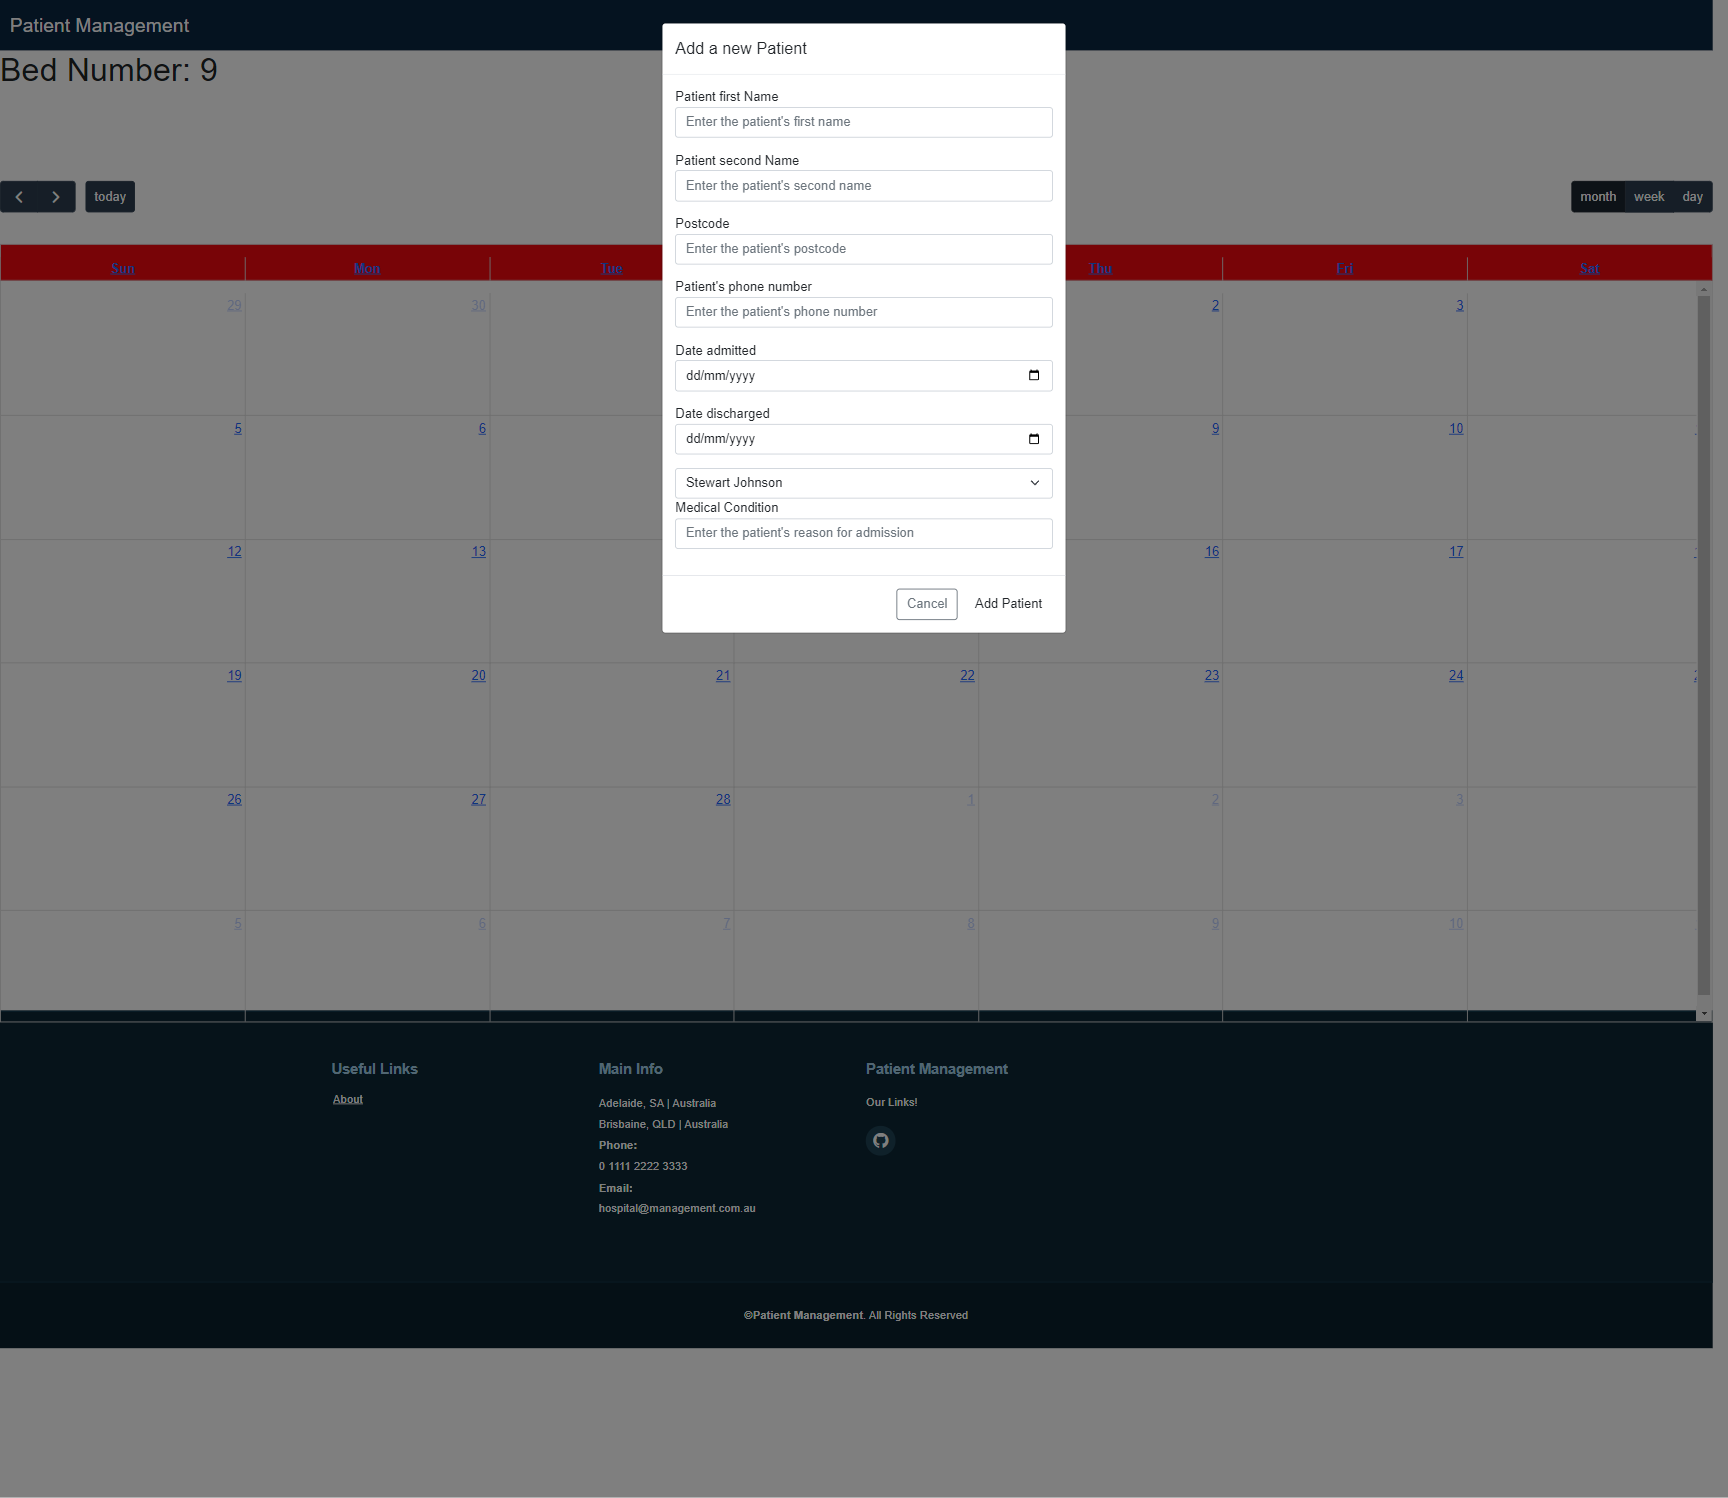 Patient Management
Bed Number: 9
Add a new Patient
Patient first Name
Enter the patient's first name
Patient second Name
Enter the patient's second name
Postcode
Enter the patient's postcode
Patient's phone number
Enter the patient's phone number
Date admitted
dd/mm/yyyy
Date discharged
dd/mm/yyyy
Stewart Johnson
Medical Condition
Enter the patient's reason for admission
Cancel Add Patient
today
month week day
Sun Mon Tue Thu Fri Sat
29 30 2 3
5 6 9 10
12 13 16 17
19 20 21 22 23 24
26 27 28 1 2 3
5 6 7 8 9 10
Useful Links
About
Main Info
Adelaide, SA | Australia
Brisbaine, QLD | Australia
Phone:
0 1111 2222 3333
Email:
hospital@management.com.au
Patient Management
Our Links!
©Patient Management. All Rights Reserved